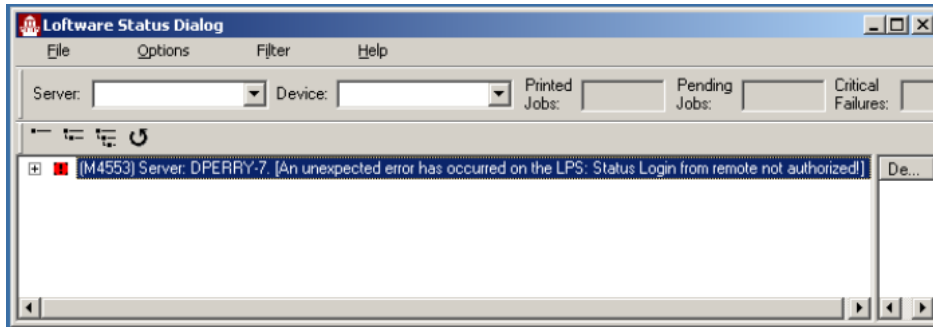 Loftware Status Dialog
File Options Filter Help
Server: Device: Printed Jobs: Pending Jobs: Critical Failures:
(M4553) Server: DPERRY-7. [An unexpected error has occurred on the LPS: Status Login from remote not authorized!] De...